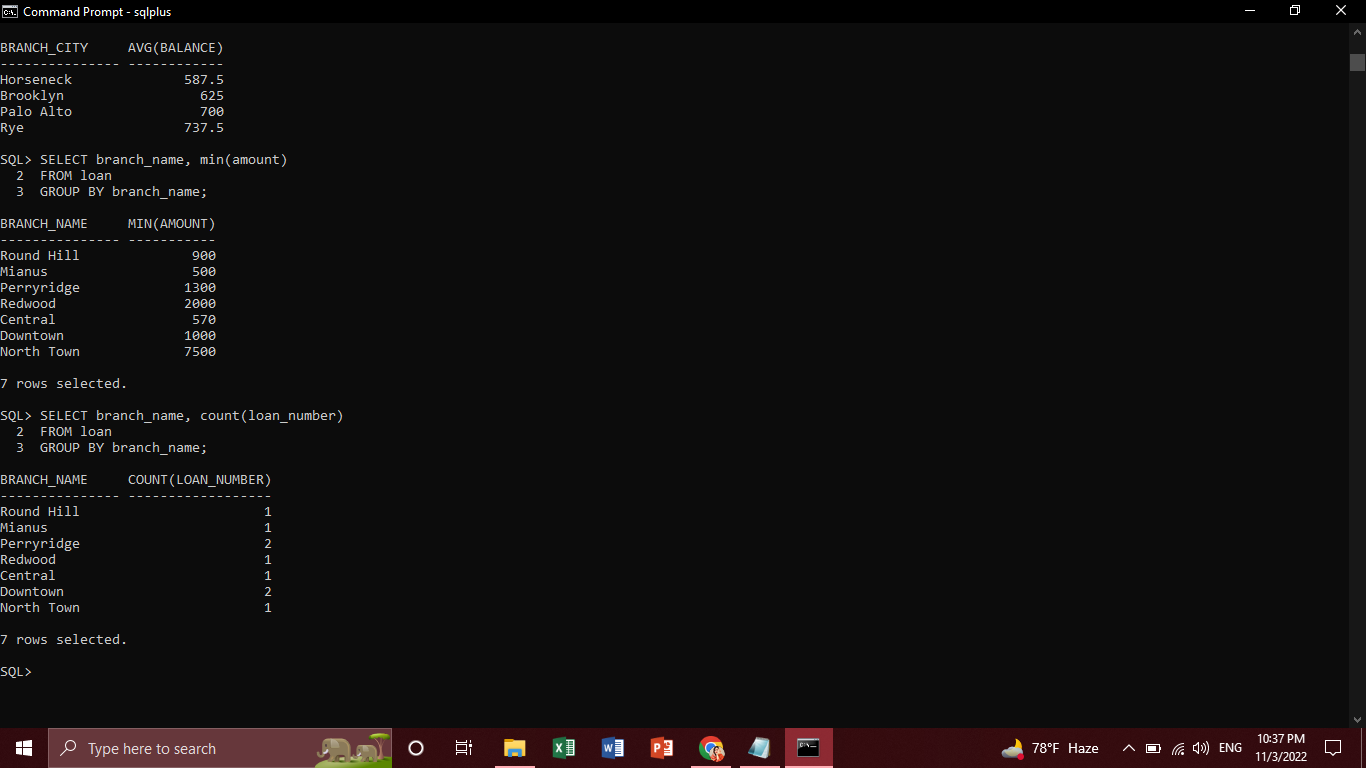 Command Prompt - sqlplus
BRANCH_CITY     AVG(BALANCE)
--------------- ------------
Horseneck              587.5
Brooklyn                 625
Palo Alto                700
Rye                    737.5
SQL> SELECT branch_name, min(amount)
  2  FROM loan
  3  GROUP BY branch_name;
BRANCH_NAME     MIN(AMOUNT)
--------------- -----------
Round Hill              900
Mianus                  500
Perryridge             1300
Redwood                2000
Central                 570
Downtown               1000
North Town             7500
7 rows selected.
SQL> SELECT branch_name, count(loan_number)
  2  FROM loan
  3  GROUP BY branch_name;
BRANCH_NAME     COUNT(LOAN_NUMBER)
--------------- ------------------
Round Hill                       1
Mianus                           1
Perryridge                       2
Redwood                          1
Central                          1
Downtown                         2
North Town                       1
7 rows selected.
SQL>
Type here to search
78°F Haze
ENG
10:37 PM
11/3/2022